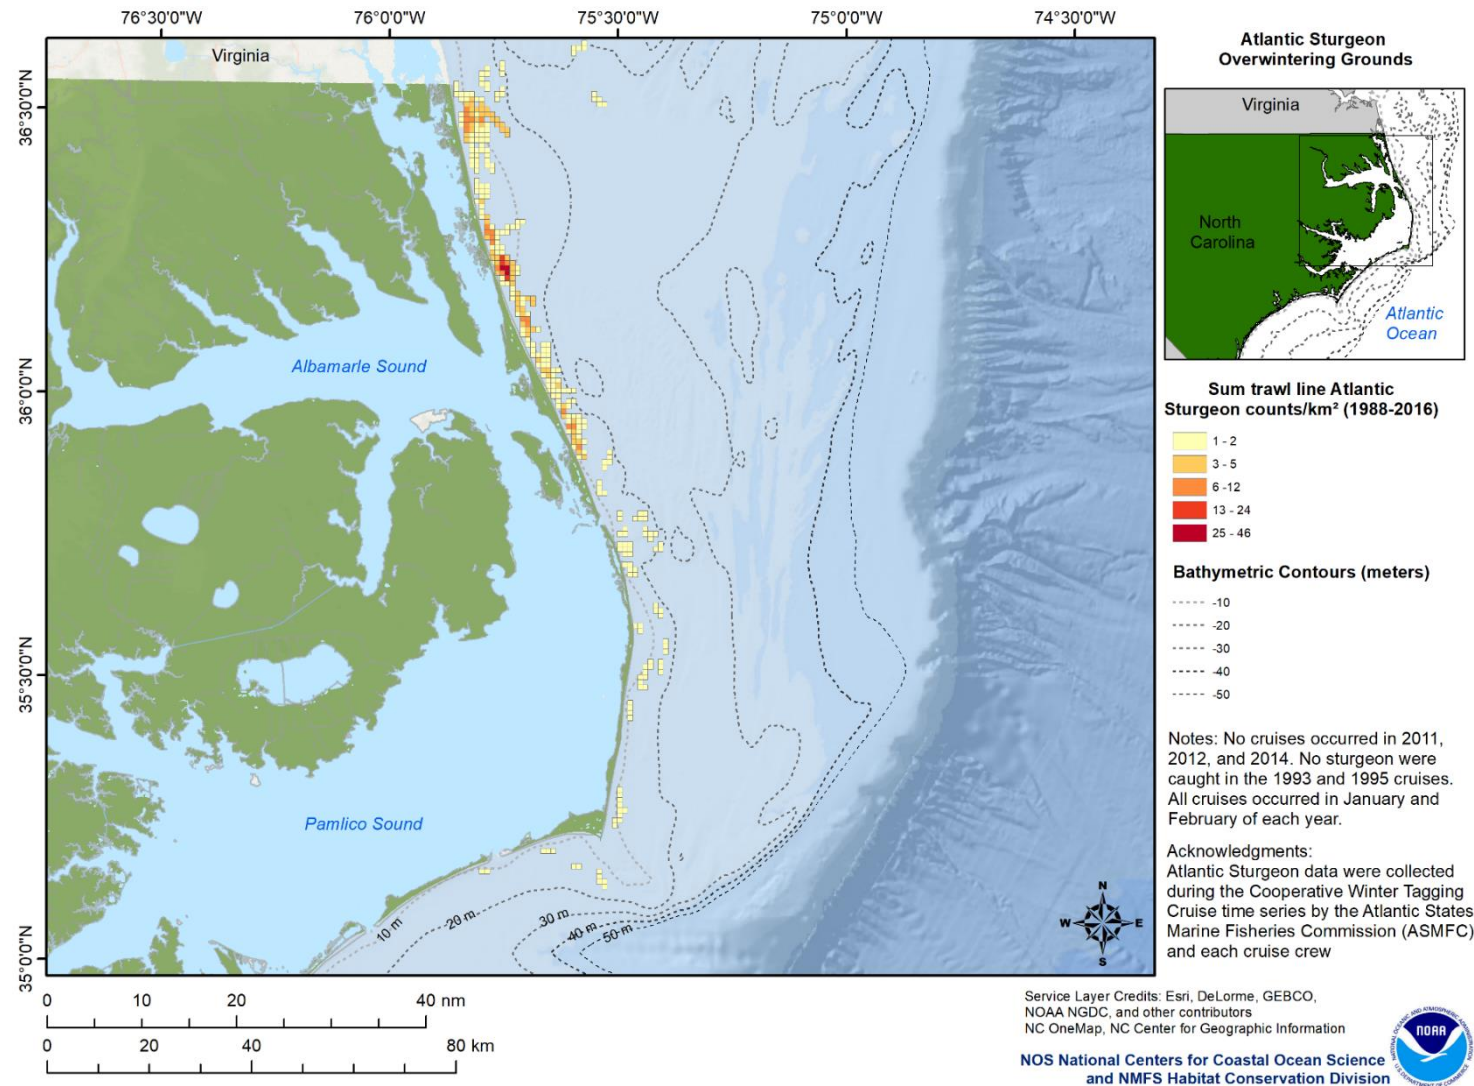 76°30'0"W
76°0'0"W
75°30'0"W
75°0'0"W
74°30'0"W
36°30'0"N
36°0'0"N
35°30'0"N
35°0'0"N
Virginia
Albamarle Sound
Pamlico Sound
10 m
20 m
30 m
40 m
50 m
N
W
E
S
0
10
20
40 nm
0
20
40
80 km
Atlantic Sturgeon
Overwintering Grounds
Virginia
North
Carolina
Atlantic
Ocean
Sum trawl line Atlantic
Sturgeon counts/km² (1988-2016)
1 - 2
3 - 5
6 -12
13 - 24
25 - 46
Bathymetric Contours (meters)
-10
-20
-30
-40
-50
Notes: No cruises occurred in 2011,
2012, and 2014. No sturgeon were
caught in the 1993 and 1995 cruises.
All cruises occurred in January and
February of each year.
Acknowledgments:
Atlantic Sturgeon data were collected
during the Cooperative Winter Tagging
Cruise time series by the Atlantic States
Marine Fisheries Commission (ASMFC)
and each cruise crew
Service Layer Credits: Esri, DeLorme, GEBCO,
NOAA NGDC, and other contributors
NC OneMap, NC Center for Geographic Information
NOS National Centers for Coastal Ocean Science
and NMFS Habitat Conservation Division
NOAA